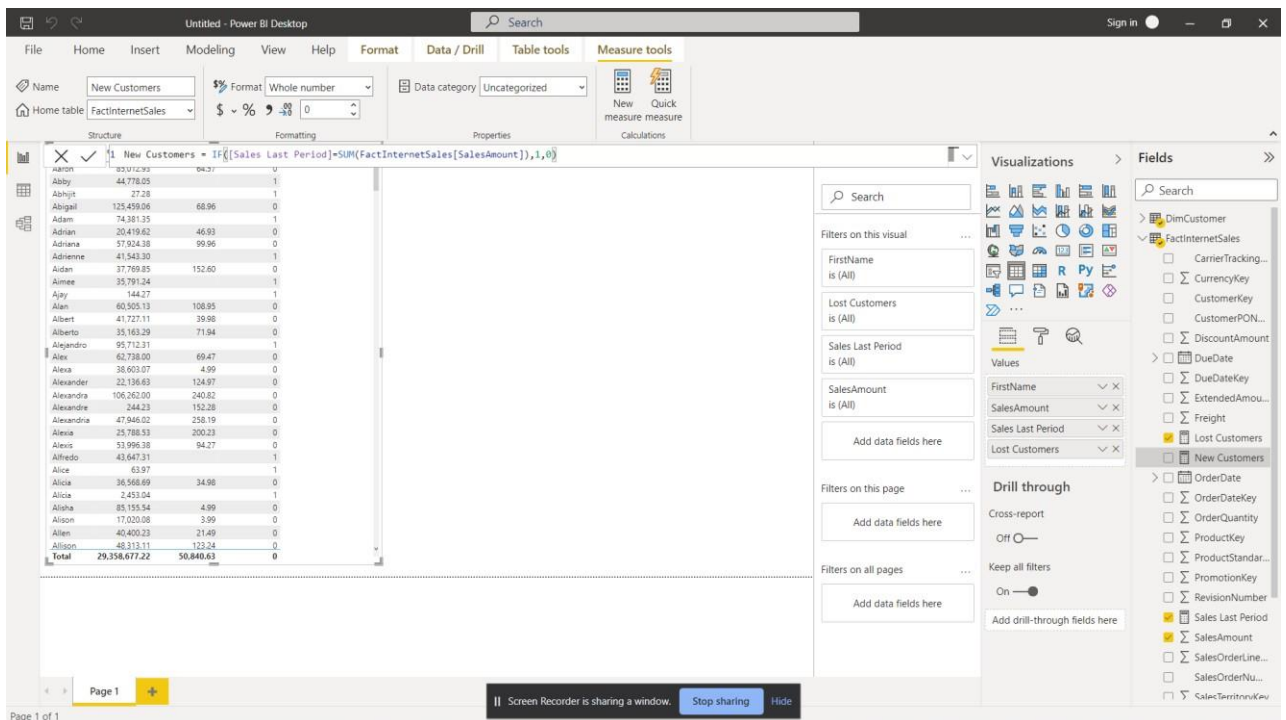 Untitled - Power BI Desktop
Search
Sign in
File Home Insert Modeling View Help Format Data / Drill Table tools Measure tools
Name New Customers
Home table FactInternetSales
Structure
Format Whole number
$ % 9 .00 0
Formatting
Data category Uncategorized
Properties
New measure
Quick measure
Calculations
1 New Customers = IF([Sales Last Period]=SUM(FactInternetSales[SalesAmount]),1,0)
Aaron 85,012.93 64.57 0
Abby 44,778.05 1
Abhijit 27.28 1
Abigail 125,459.06 68.96 0
Adam 74,381.35 1
Adrian 20,419.62 46.93 0
Adriana 57,924.38 99.96 0
Adrienne 41,543.30 1
Aidan 37,769.85 152.60 0
Aimee 35,791.24 1
Ajay 144.27 1
Alan 60,505.13 108.95 0
Albert 41,727.11 39.98 0
Alberto 35,163.29 71.94 0
Alejandro 95,712.31 1
Alex 62,738.00 69.47 0
Alexa 38,603.07 4.99 0
Alexander 22,136.63 124.97 0
Alexandra 106,262.00 240.82 0
Alexandre 244.23 152.28 0
Alexandria 47,946.02 258.19 0
Alexia 25,788.53 200.23 0
Alexis 53,996.38 94.27 0
Alfredo 43,647.31 1
Alice 63.97 1
Alicia 36,568.69 34.98 0
Alícia 2,453.04 1
Alisha 85,155.54 4.99 0
Alison 17,020.08 3.99 0
Allen 40,400.23 21.49 0
Allison 48,313.11 123.24 0
Total 29,358,677.22 50,840.63 0
Search
Filters on this visual ...
FirstName
is (All)
Lost Customers
is (All)
Sales Last Period
is (All)
SalesAmount
is (All)
Add data fields here
Filters on this page ...
Add data fields here
Filters on all pages ...
Add data fields here
Visualizations
R Py
123
...
Values
FirstName
SalesAmount
Sales Last Period
Lost Customers
Drill through
Cross-report
Off
Keep all filters
On
Add drill-through fields here
Fields
Search
DimCustomer
FactInternetSales
CarrierTracking...
CurrencyKey
CustomerKey
CustomerPON...
DiscountAmount
DueDate
DueDateKey
ExtendedAmou...
Freight
Lost Customers
New Customers
OrderDate
OrderDateKey
OrderQuantity
ProductKey
ProductStandar...
PromotionKey
RevisionNumber
Sales Last Period
SalesAmount
SalesOrderLine...
SalesOrderNu...
SalesTerritoryKey
Page 1
Screen Recorder is sharing a window. Stop sharing Hide
Page 1 of 1